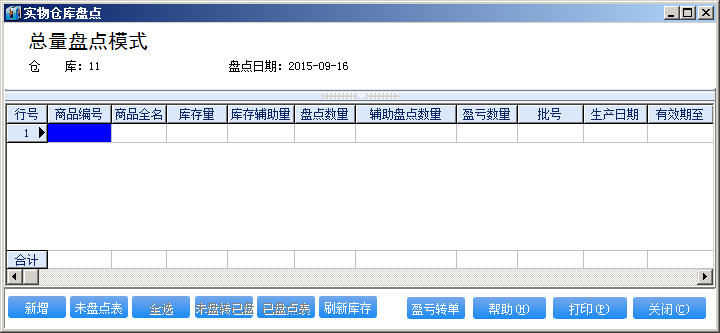 实物仓库盘点
总量盘点模式
仓 库：11 盘点日期：2015-09-16
行号 商品编号 商品全名 库存量 库存辅助量 盘点数量 辅助盘点数量 盈亏数量 批号 生产日期 有效期至
1
合计
新增 未盘点表 全选 未盘转已盘 已盘点表 刷新库存 盈亏转单 帮助(H) 打印(P) 关闭(C)